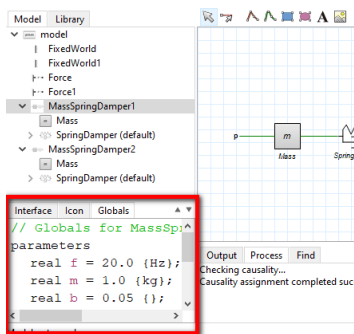 Model Library
model
FixedWorld
FixedWorld1
Force
Force1
MassSpringDamper1
Mass
SpringDamper (default)
MassSpringDamper2
Mass
SpringDamper (default)
Interface Icon Globals
// Globals for MassSp
parameters
real f = 20.0 {Hz};
real m = 1.0 {kg};
real b = 0.05 {};
A
p
m
Mass
Spring
Output Process Find
Checking causality...
Causality assignment completed suc